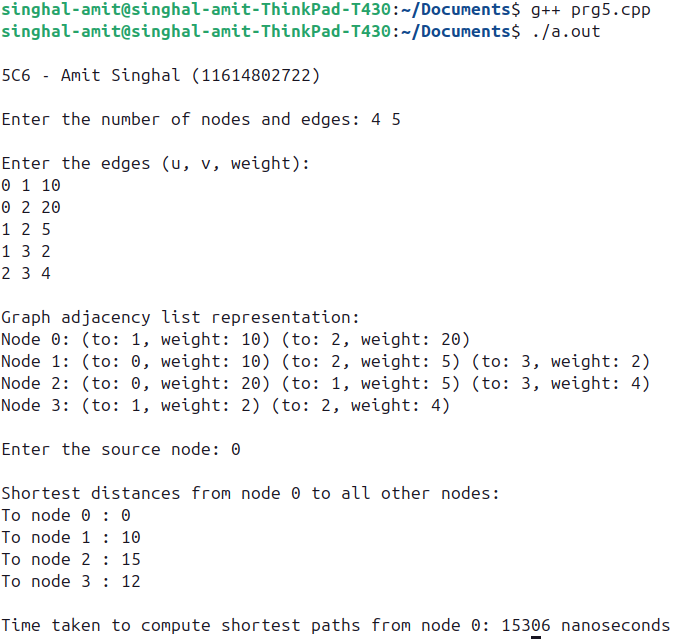 singhal-amit@singhal-amit-ThinkPad-T430:~/Documents$ g++ prg5.cpp
singhal-amit@singhal-amit-ThinkPad-T430:~/Documents$ ./a.out
5C6 - Amit Singhal (11614802722)
Enter the number of nodes and edges: 4 5
Enter the edges (u, v, weight):
0 1 10
0 2 20
1 2 5
1 3 2
2 3 4
Graph adjacency list representation:
Node 0: (to: 1, weight: 10) (to: 2, weight: 20)
Node 1: (to: 0, weight: 10) (to: 2, weight: 5) (to: 3, weight: 2)
Node 2: (to: 0, weight: 20) (to: 1, weight: 5) (to: 3, weight: 4)
Node 3: (to: 1, weight: 2) (to: 2, weight: 4)
Enter the source node: 0
Shortest distances from node 0 to all other nodes:
To node 0 : 0
To node 1 : 10
To node 2 : 15
To node 3 : 12
Time taken to compute shortest paths from node 0: 15306 nanoseconds